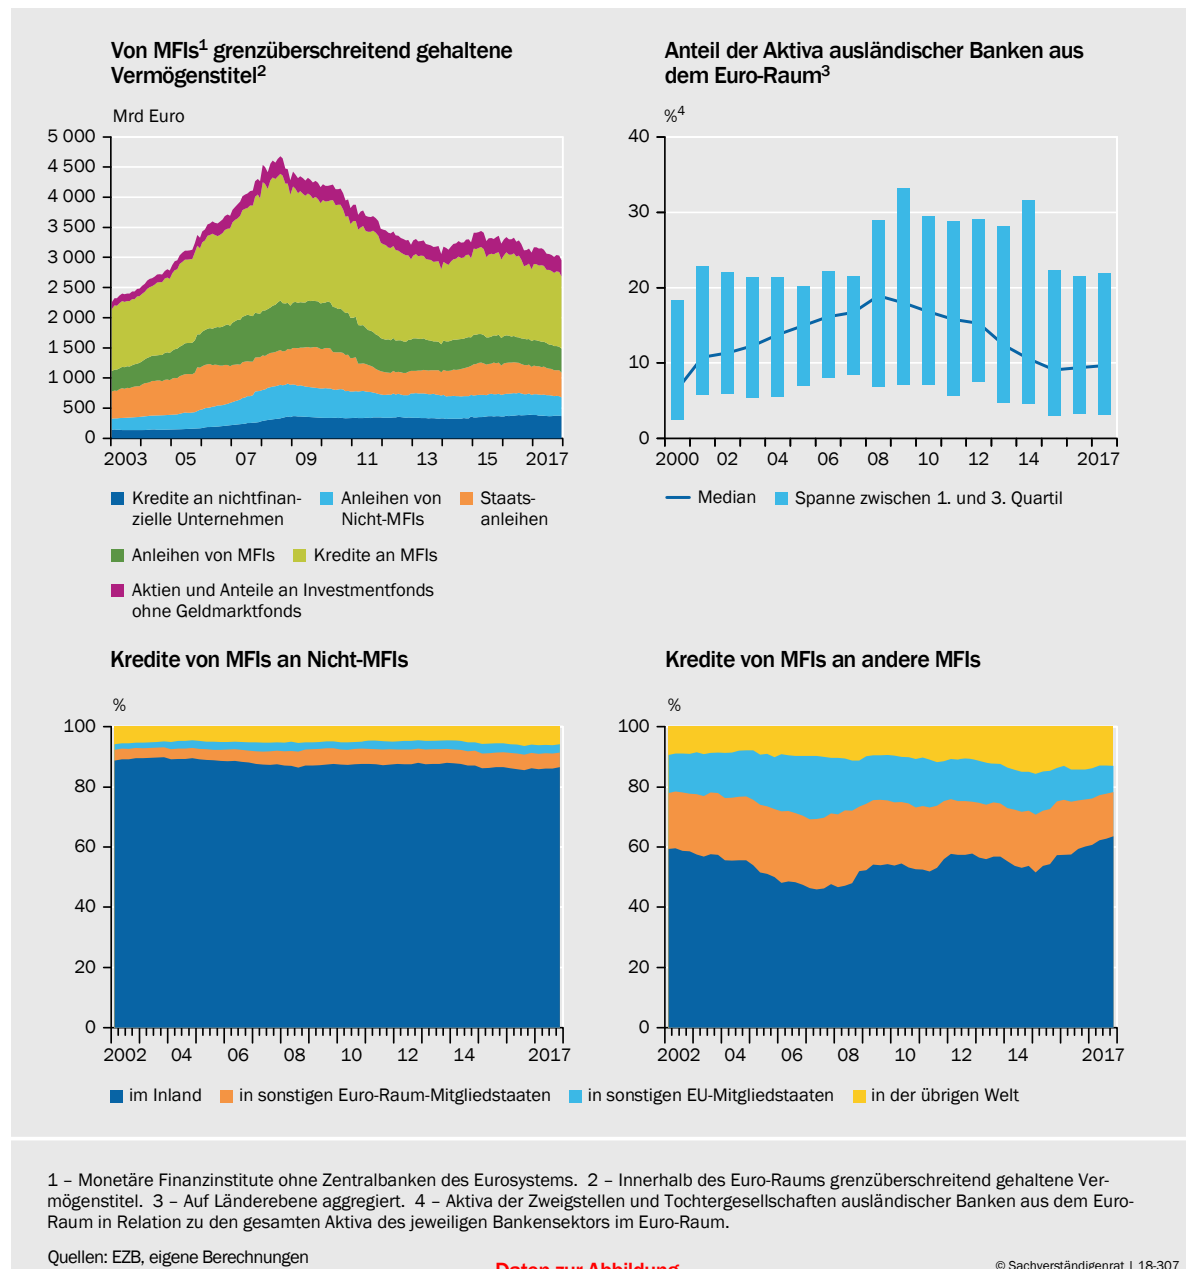 Von MFIs¹ grenzüberschreitend gehaltene
Vermögenstitel²
Mrd Euro
5 000
4 500
4 000
3 500
3 000
2 500
2 000
1 500
1 000
500
0
2003 05 07 09 11 13 15 2017
Kredite an nichtfinan-
zielle Unternehmen
Anleihen von
Nicht-MFIs
Staats-
anleihen
Anleihen von MFIs
Kredite an MFIs
Aktien und Anteile an Investmentfonds
ohne Geldmarktfonds
Anteil der Aktiva ausländischer Banken aus
dem Euro-Raum³
%⁴
40
30
20
10
0
2000 02 04 06 08 10 12 14 2017
Median
Spanne zwischen 1. und 3. Quartil
Kredite von MFIs an Nicht-MFIs
%
100
80
60
40
20
0
2002 04 06 08 10 12 14 2017
Kredite von MFIs an andere MFIs
%
100
80
60
40
20
0
2002 04 06 08 10 12 14 2017
im Inland
in sonstigen Euro-Raum-Mitgliedstaaten
in sonstigen EU-Mitgliedstaaten
in der übrigen Welt
1 – Monetäre Finanzinstitute ohne Zentralbanken des Eurosystems. 2 – Innerhalb des Euro-Raums grenzüberschreitend gehaltene Ver-
mögenstitel. 3 – Auf Länderebene aggregiert. 4 – Aktiva der Zweigstellen und Tochtergesellschaften ausländischer Banken aus dem Euro-
Raum in Relation zu den gesamten Aktiva des jeweiligen Bankensektors im Euro-Raum.
Quellen: EZB, eigene Berechnungen
Daten zur Abbildung
© Sachverständigenrat | 18-307